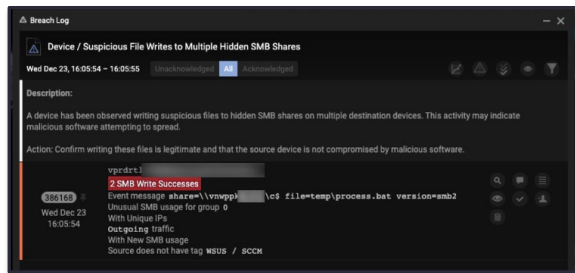 Breach Log
Device / Suspicious File Writes to Multiple Hidden SMB Shares
Wed Dec 23, 16:05:54 – 16:05:55 Unacknowledged All Acknowledged
Description:
A device has been observed writing suspicious files to hidden SMB shares on multiple destination devices. This activity may indicate
malicious software attempting to spread.
Action: Confirm writing these files is legitimate and that the source device is not compromised by malicious software.
vprdrtl
2 SMB Write Successes
386168 Event message share=\\vnwppk \c$ file=temp\process.bat version=smb2
Wed Dec 23 Unusual SMB usage for group 0
16:05:54 With Unique IPs
Outgoing traffic
With New SMB usage
Source does not have tag WSUS / SCCM